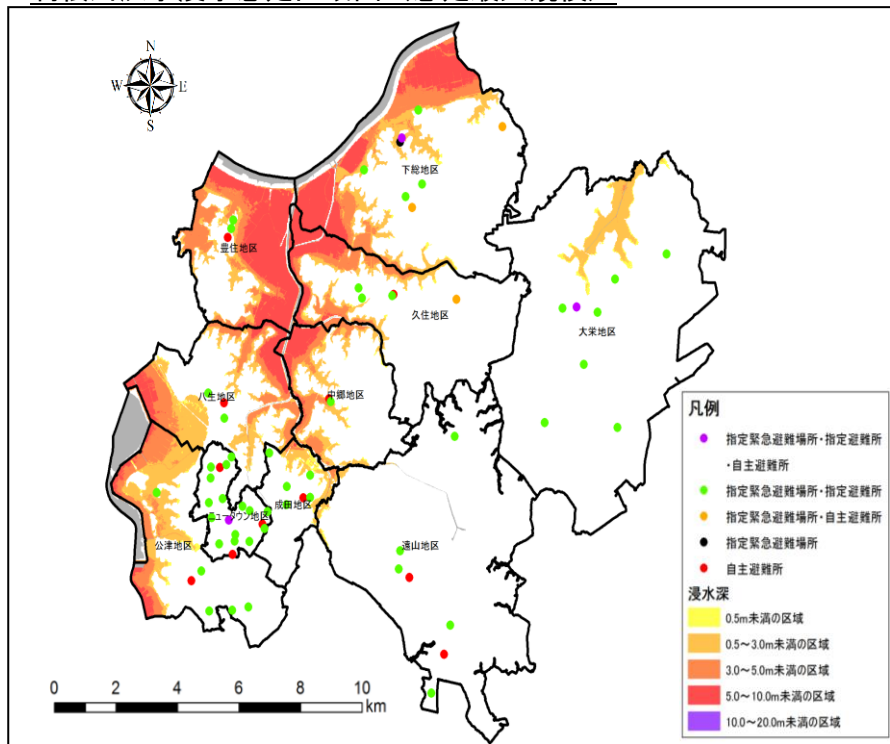 N
W E
S
下総地区
豊住地区
久住地区
大栄地区
八生地区
中郷地区
成田地区
ニュータウン地区
公津地区
遠山地区
凡例
指定緊急避難場所・指定避難所
・自主避難所
指定緊急避難場所・指定避難所
指定緊急避難場所・自主避難所
指定緊急避難場所
自主避難所
浸水深
0.5m未満の区域
0.5～3.0m未満の区域
3.0～5.0m未満の区域
5.0～10.0m未満の区域
10.0～20.0m未満の区域
0 2 4 6 8 10
km